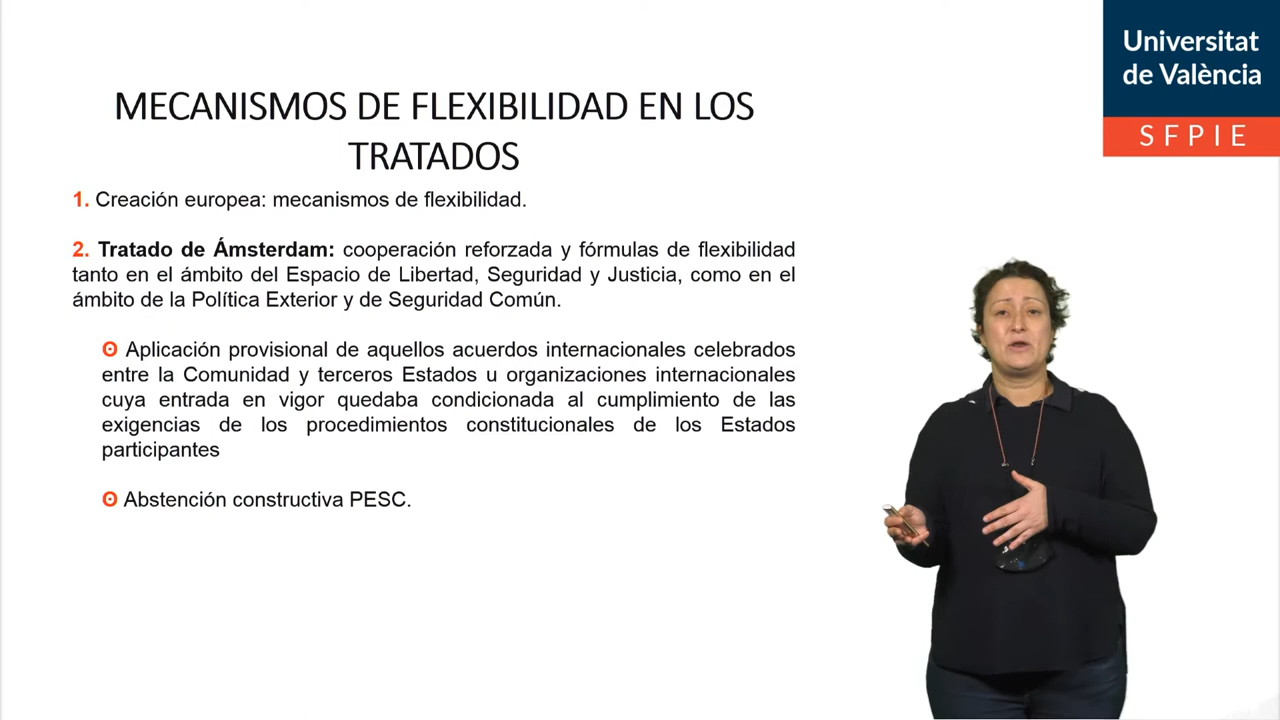 Universitat
de València
SFPIE
MECANISMOS DE FLEXIBILIDAD EN LOS
TRATADOS
1. Creación europea: mecanismos de flexibilidad.
2. Tratado de Ámsterdam: cooperación reforzada y fórmulas de flexibilidad
tanto en el ámbito del Espacio de Libertad, Seguridad y Justicia, como en el
ámbito de la Política Exterior y de Seguridad Común.
ʘ Aplicación provisional de aquellos acuerdos internacionales celebrados
entre la Comunidad y terceros Estados u organizaciones internacionales
cuya entrada en vigor quedaba condicionada al cumplimiento de las
exigencias de los procedimientos constitucionales de los Estados
participantes
ʘ Abstención constructiva PESC.